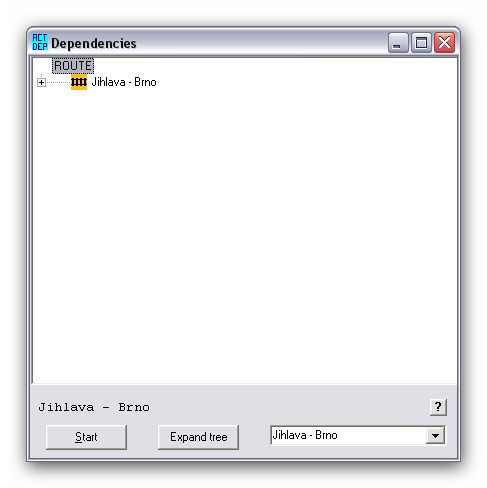 ACT
DEP Dependencies
ROUTE
Jihlava - Brno
Jihlava - Brno
?
Start Expand tree Jihlava - Brno